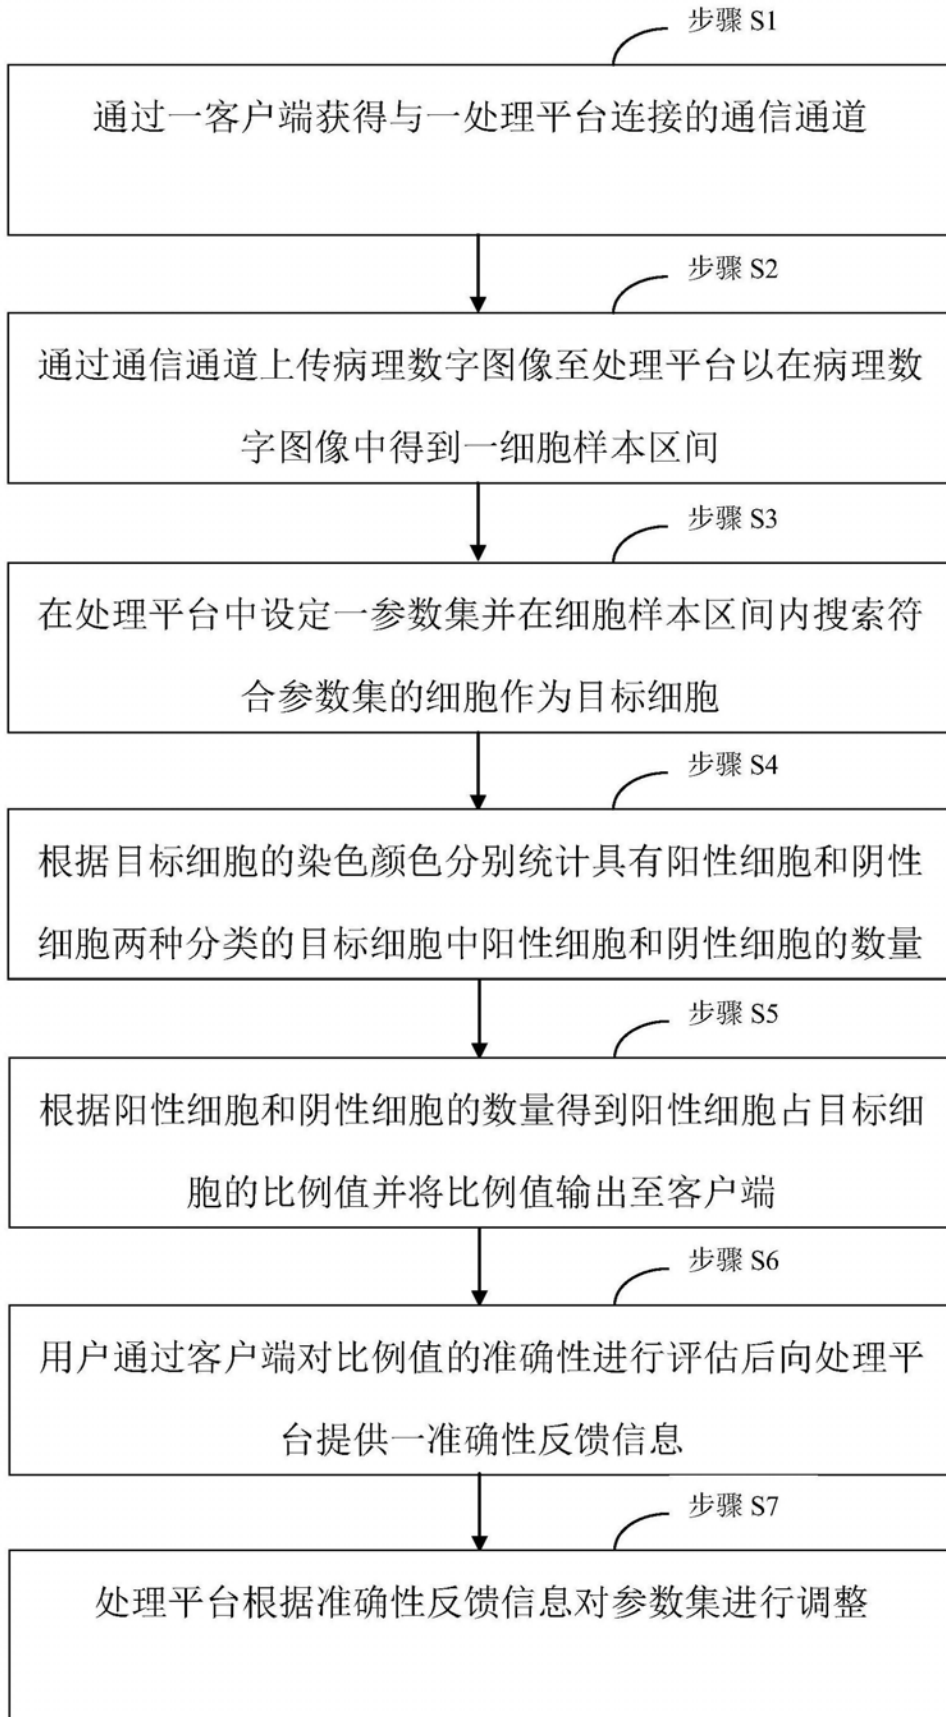 步骤 S1
通过一客户端获得与一处理平台连接的通信通道
步骤 S2
通过通信通道上传病理数字图像至处理平台以在病理数
字图像中得到一细胞样本区间
步骤 S3
在处理平台中设定一参数集并在细胞样本区间内搜索符
合参数集的细胞作为目标细胞
步骤 S4
根据目标细胞的染色颜色分别统计具有阳性细胞和阴性
细胞两种分类的目标细胞中阳性细胞和阴性细胞的数量
步骤 S5
根据阳性细胞和阴性细胞的数量得到阳性细胞占目标细
胞的比例值并将比例值输出至客户端
步骤 S6
用户通过客户端对比例值的准确性进行评估后向处理平
台提供一准确性反馈信息
步骤 S7
处理平台根据准确性反馈信息对参数集进行调整